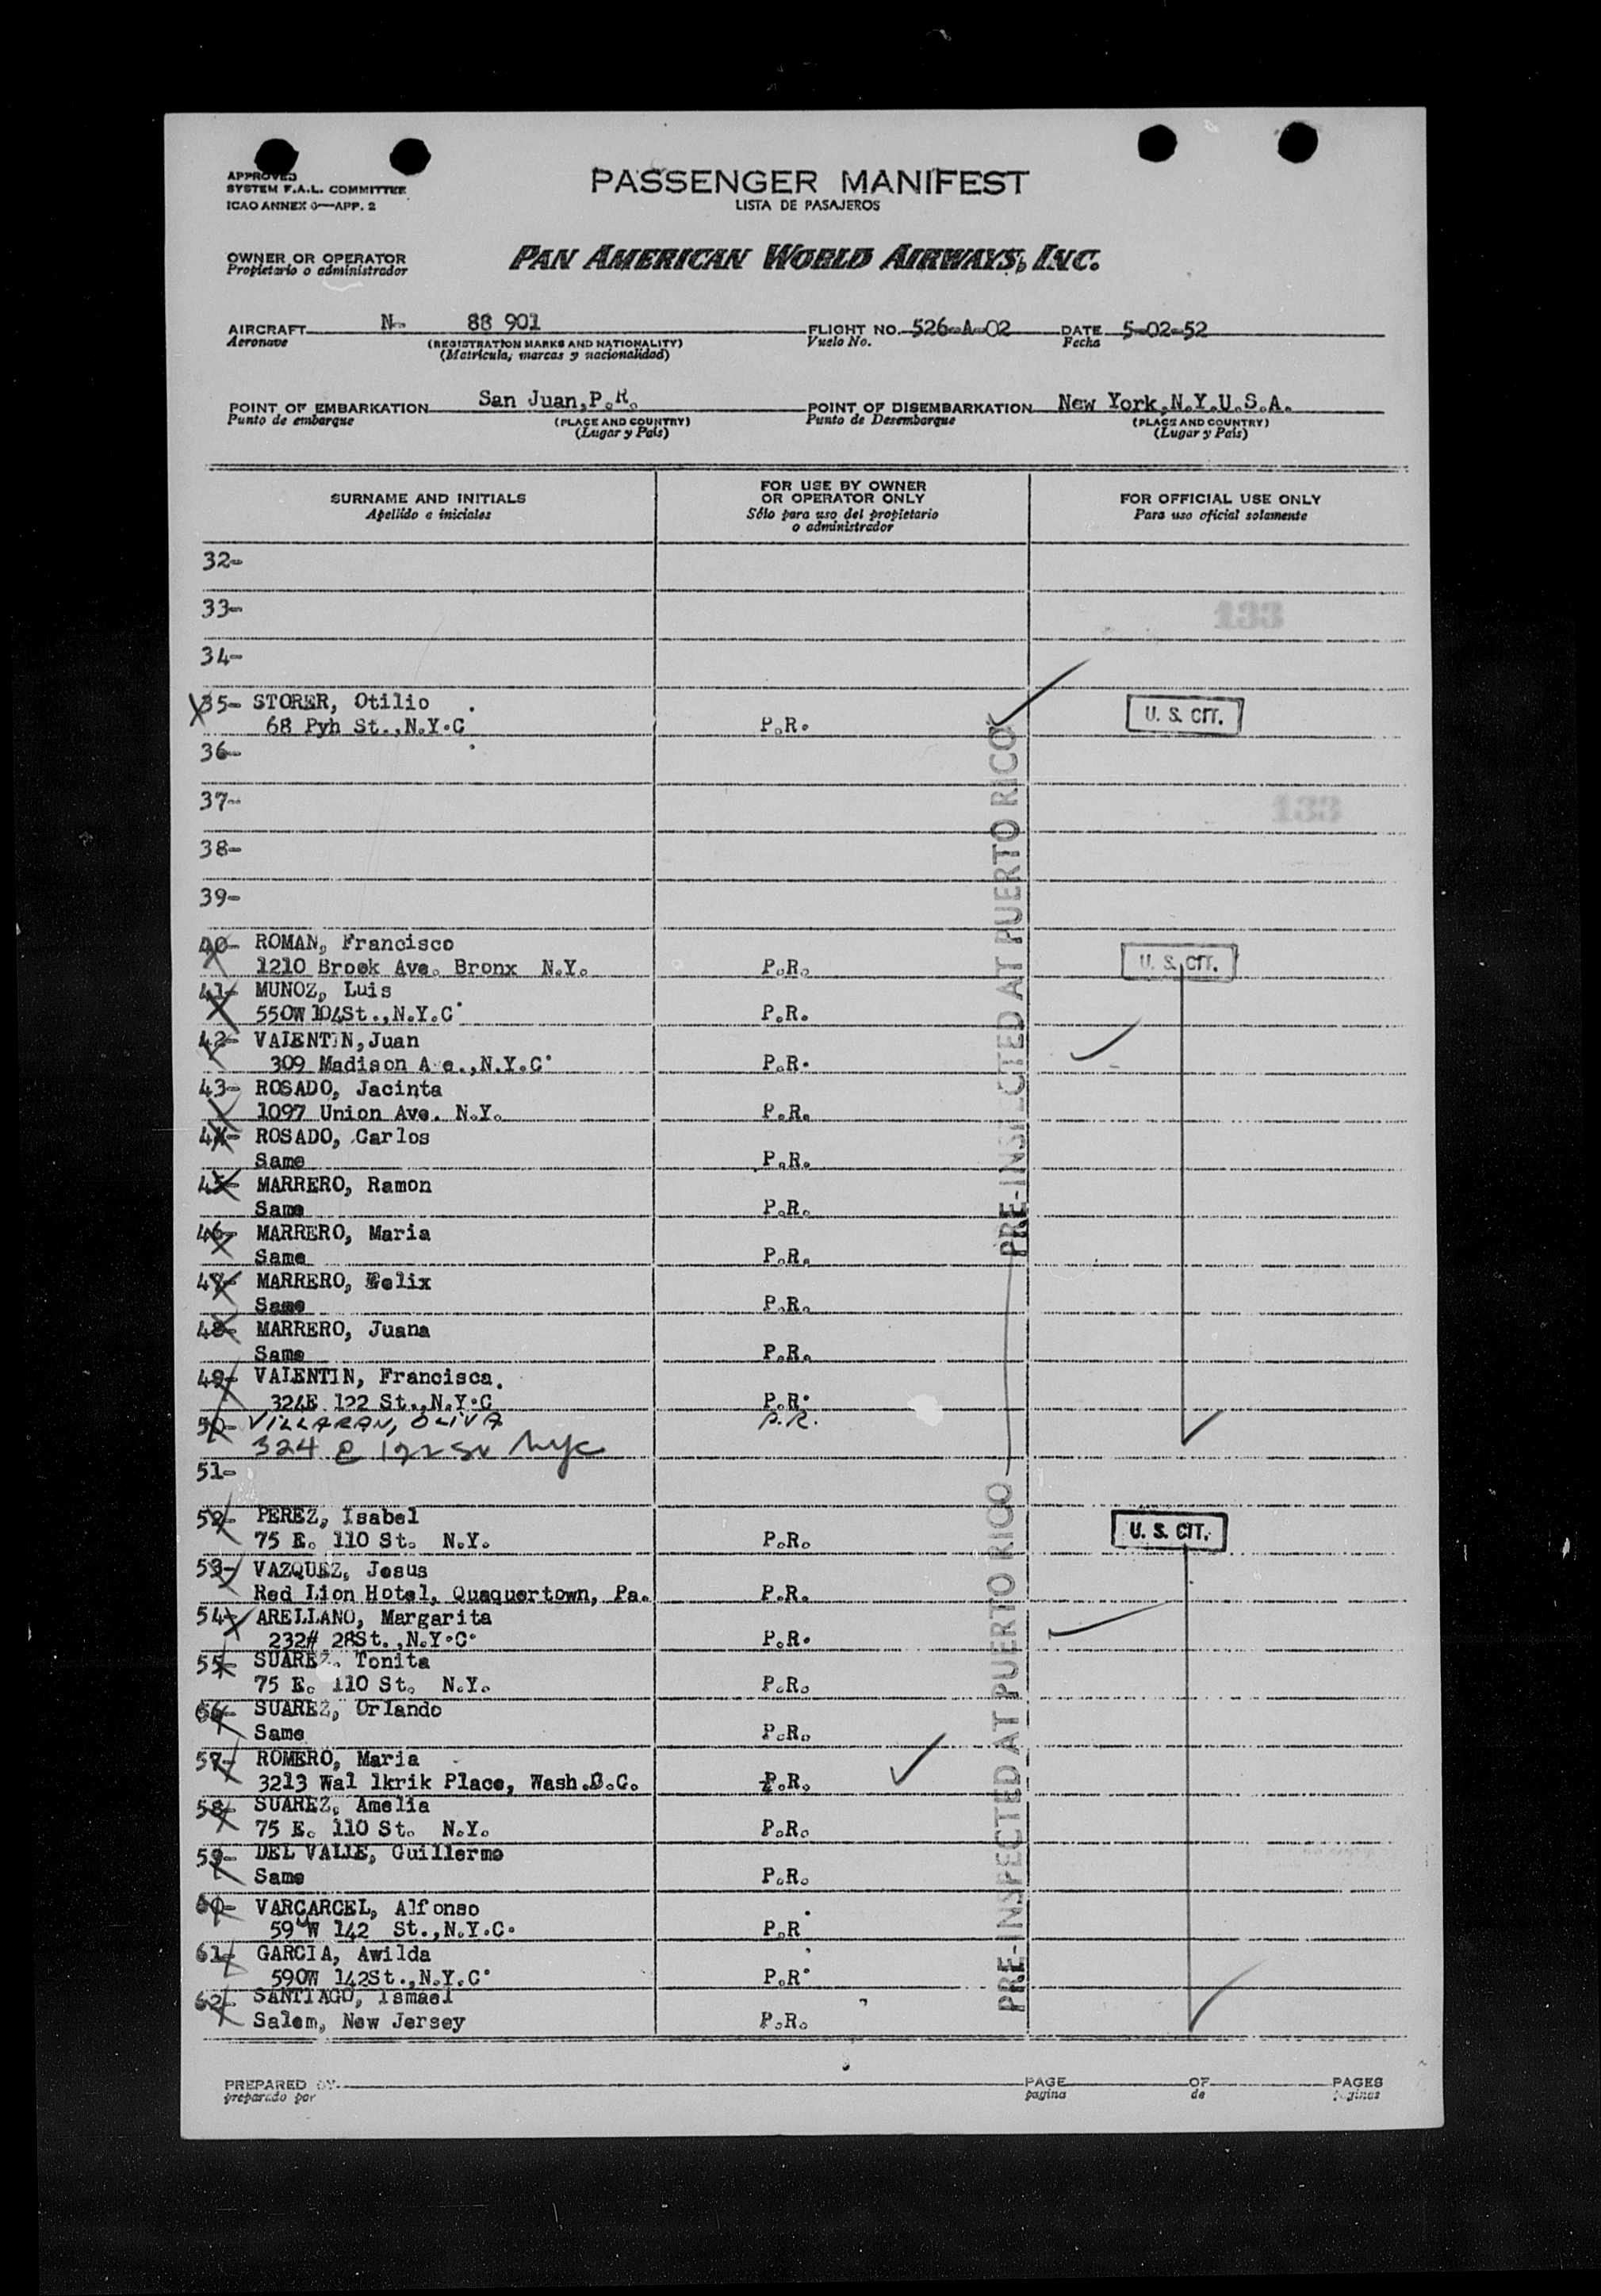 APPROVED
SYSTEM F.A.L. COMMITTEE
ICAO ANNEX 9—APP. 2
PASSENGER MANIFEST
LISTA DE PASAJEROS
OWNER OR OPERATOR
Propietario o administrador
PAN AMERICAN WORLD AIRWAYS, INC.
AIRCRAFT N- 88 901 FLIGHT NO. 526-A-02 DATE 5-02-52
Aeronave (REGISTRATION MARKS AND NATIONALITY) Vuelo No. Fecha
(Matrícula, marcas y nacionalidad)
POINT OF EMBARKATION San Juan,P.R. POINT OF DISEMBARKATION New York,N.Y.U.S.A.
Punto de embarque (PLACE AND COUNTRY) Punto de Desembarque (PLACE AND COUNTRY)
(Lugar y País) (Lugar y País)
SURNAME AND INITIALS
Apellido e iniciales
FOR USE BY OWNER
OR OPERATOR ONLY
Sólo para uso del propietario
o administrador
FOR OFFICIAL USE ONLY
Para uso oficial solamente
32-
33- 133
34-
35- STORER, Otilio
68 Pyh St.,N.Y.C P.R. U. S. CIT.
36-
37- 133
38-
39-
PRE-INSPECTED AT PUERTO RICO
40- ROMAN, Francisco
1210 Brook Ave. Bronx N.Y. P.R. U. S. CIT.
41- MUNOZ, Luis
550W 104St.,N.Y.C. P.R.
42- VALENTIN,Juan
309 Madison A e.,N.Y.C. P.R.
43- ROSADO, Jacinta
1097 Union Ave. N.Y. P.R.
44- ROSADO, Carlos
Same P.R.
45- MARRERO, Ramon
Same P.R.
46- MARRERO, Maria
Same P.R.
47- MARRERO, Felix
Same P.R.
48- MARRERO, Juana
Same P.R.
49- VALENTIN, Francisca.
324E 122 St.,N.Y.C P.R.
50- VILLARAN, OLIVA P.R.
324 E 122 St NYC
51-
52- PEREZ, Isabel
75 E. 110 St. N.Y. P.R. U. S. CIT.
53- VAZQUEZ, Jesus
Red Lion Hotel, Quaquertown, Pa. P.R.
54- ARELLANO, Margarita
232# 28St.,N.Y.C. P.R.
55- SUAREZ, Tonita
75 E. 110 St. N.Y. P.R.
56- SUAREZ, Orlando
Same P.R.
57- ROMERO, Maria
3213 Wal lkrik Place, Wash.D.C. P.R.
58- SUAREZ, Amelia
75 E. 110 St. N.Y. P.R.
59- DEL VALLE, Guillermo
Same P.R.
60- VARCARCEL, Alfonso
59 W 142 St.,N.Y.C. P.R
61- GARCIA, Awilda
590W 142St.,N.Y.C. P.R.
62- SANTIAGO, Ismael
Salem, New Jersey P.R.
PRE-INSPECTED AT PUERTO RICO
PREPARED BY PAGE OF PAGES
preparado por pagina de paginas